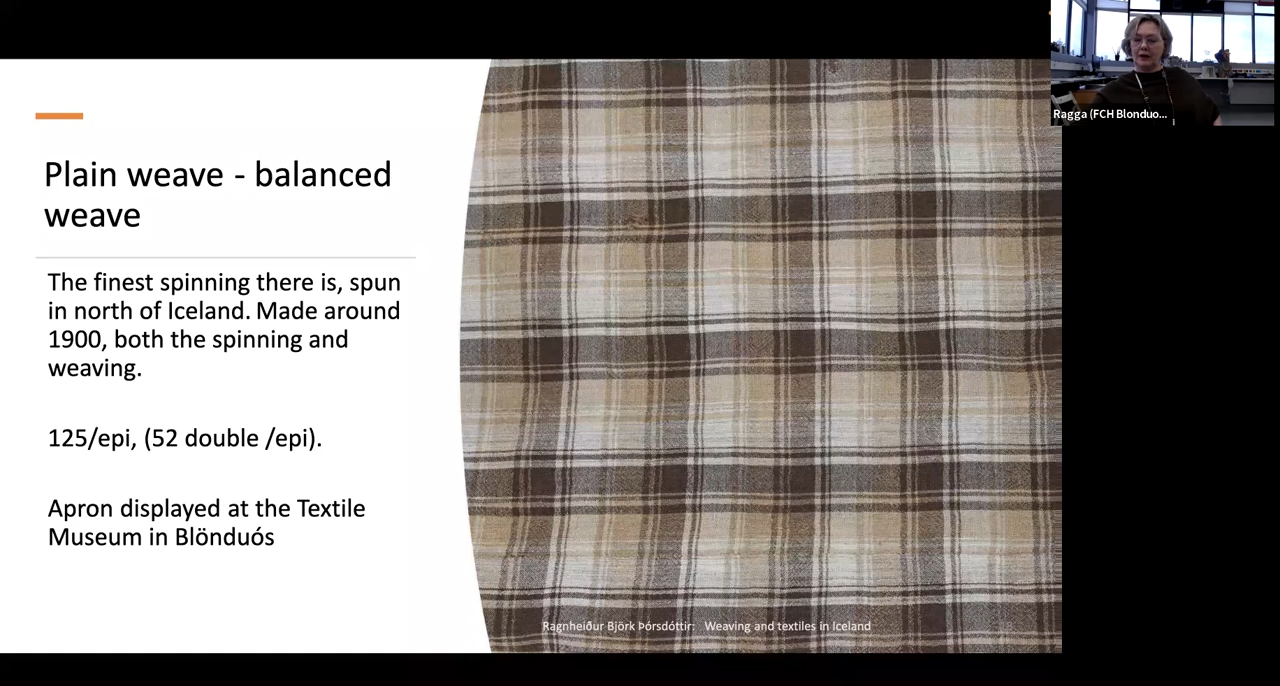 Plain weave - balanced
weave
The finest spinning there is, spun
in north of Iceland. Made around
1900, both the spinning and
weaving.
125/epi, (52 double /epi).
Apron displayed at the Textile
Museum in Blönduós
Ragnheiður Björk Þórsdóttir: Weaving and textiles in Iceland
Ragga (FCH Blonduo...